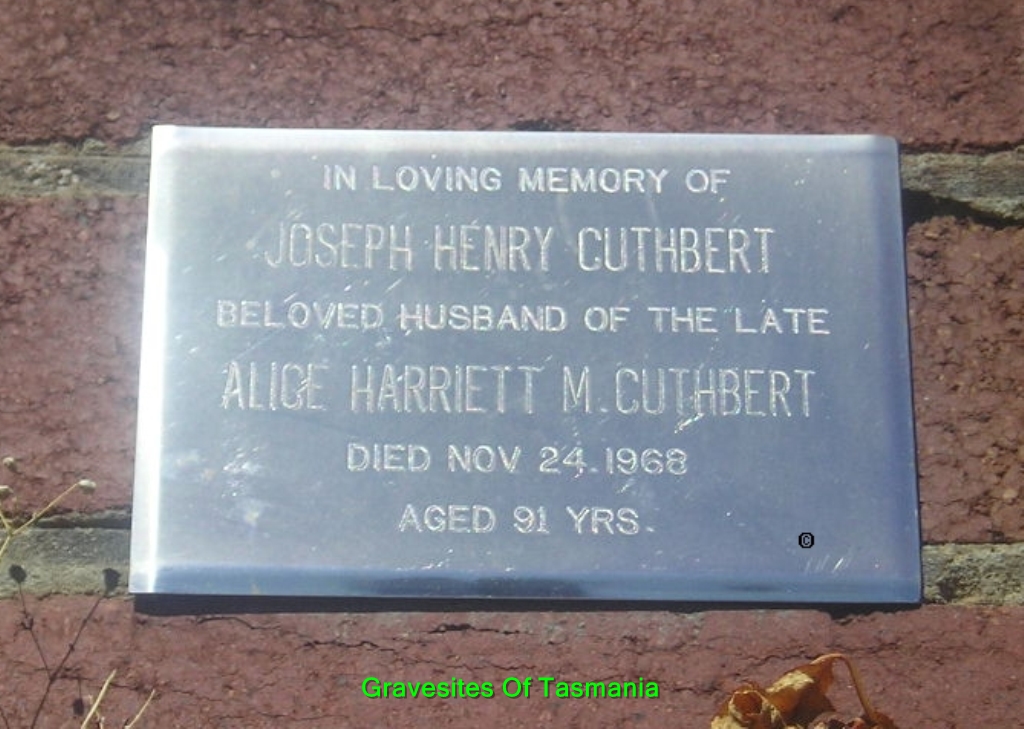 IN LOVING MEMORY OF
JOSEPH HENRY CUTHBERT
BELOVED HUSBAND OF THE LATE
ALICE HARRIETT M. CUTHBERT
DIED NOV 24.1968
AGED 91 YRS.
©
Gravesites Of Tasmania